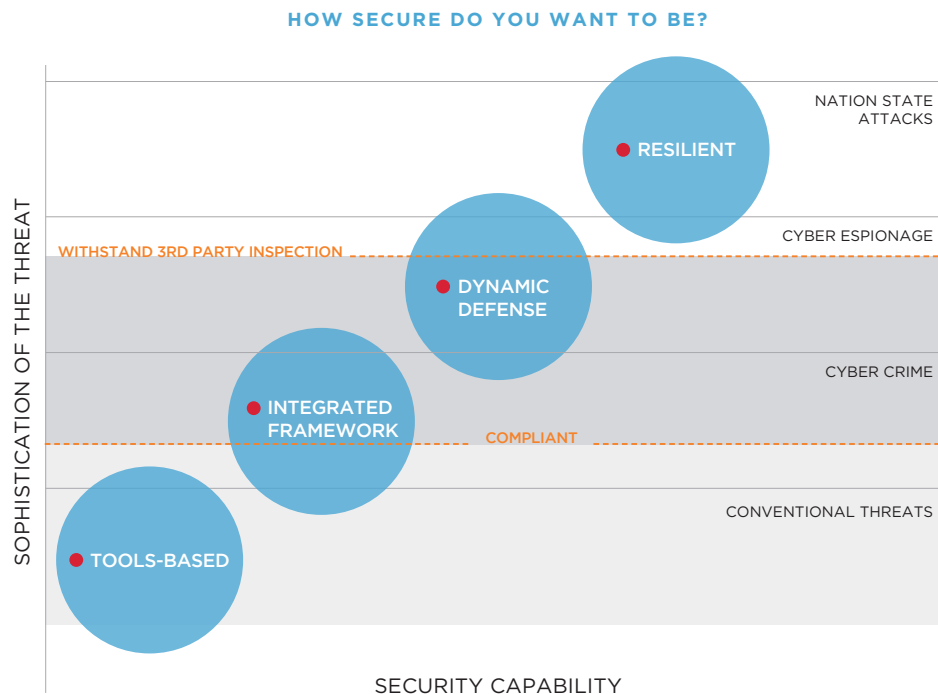 HOW SECURE DO YOU WANT TO BE?
NATION STATE
ATTACKS
RESILIENT
CYBER ESPIONAGE
WITHSTAND 3RD PARTY INSPECTION
DYNAMIC
DEFENSE
CYBER CRIME
INTEGRATED
FRAMEWORK
COMPLIANT
CONVENTIONAL THREATS
TOOLS-BASED
SOPHISTICATION OF THE THREAT
SECURITY CAPABILITY